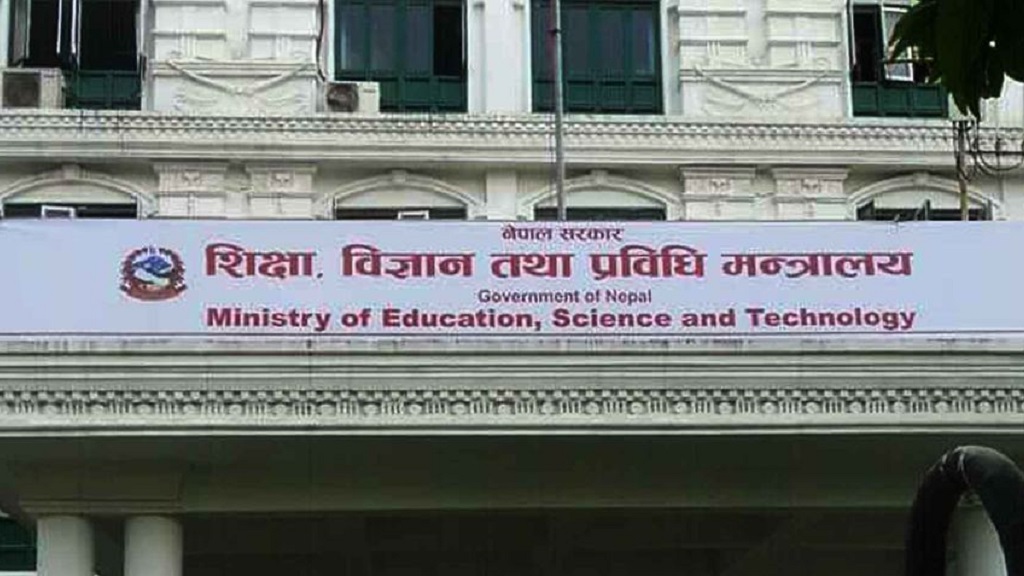 नेपाल सरकार
शिक्षा, विज्ञान तथा प्रविधि मन्त्रालय
Government of Nepal
Ministry of Education, Science and Technology